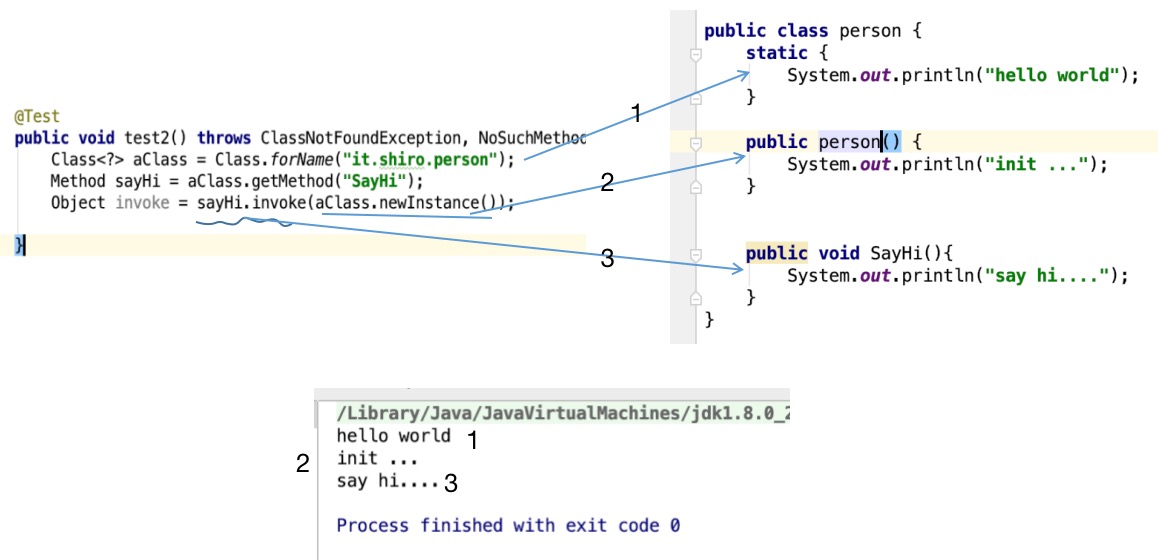 @Test
public void test2() throws ClassNotFoundException, NoSuchMethod
Class<?> aClass = Class.forName("it.shiro.person");
Method sayHi = aClass.getMethod("SayHi");
Object invoke = sayHi.invoke(aClass.newInstance());
}
1
2
3
public class person {
static {
System.out.println("hello world");
}
public person() {
System.out.println("init ...");
}
public void SayHi(){
System.out.println("say hi....");
}
}
/Library/Java/JavaVirtualMachines/jdk1.8.0_2
hello world 1
2 init ...
say hi.... 3
Process finished with exit code 0